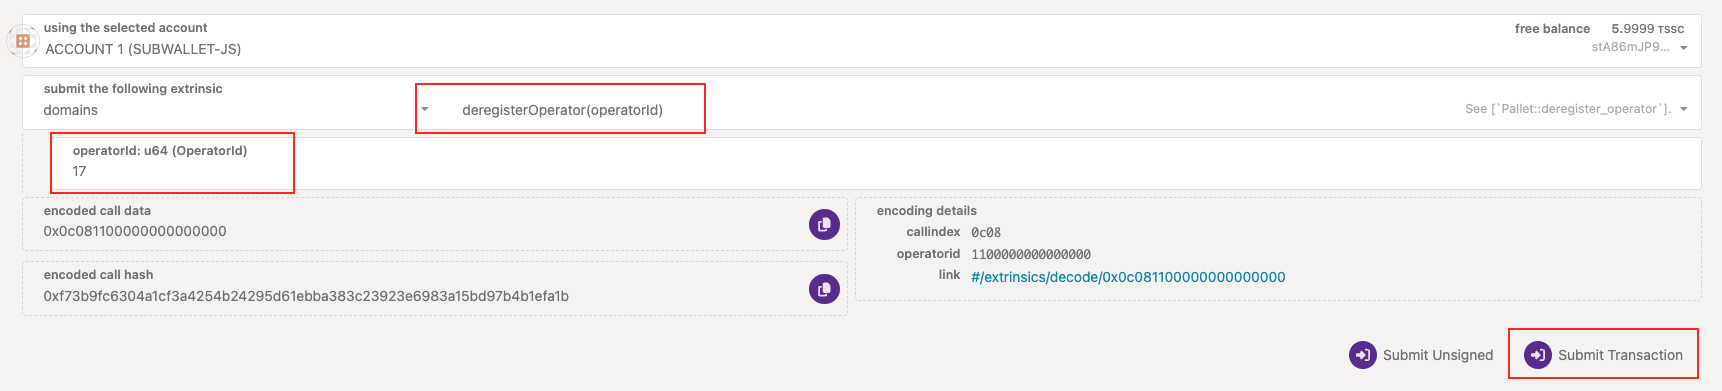 using the selected account
free balance 5.9999 TSSC
ACCOUNT 1 (SUBWALLET-JS)
stA86mJP9...
submit the following extrinsic
domains
deregisterOperator(operatorId)
See [`Pallet::deregister_operator`].
operatorId: u64 (OperatorId)
17
encoded call data
0x0c081100000000000000
encoded call hash
0xf73b9fc6304a1cf3a4254b24295d61ebba383c23923e6983a15bd97b4b1efa1b
encoding details
callindex 0c08
operatorid 1100000000000000
link #/extrinsics/decode/0x0c081100000000000000
Submit Unsigned
Submit Transaction